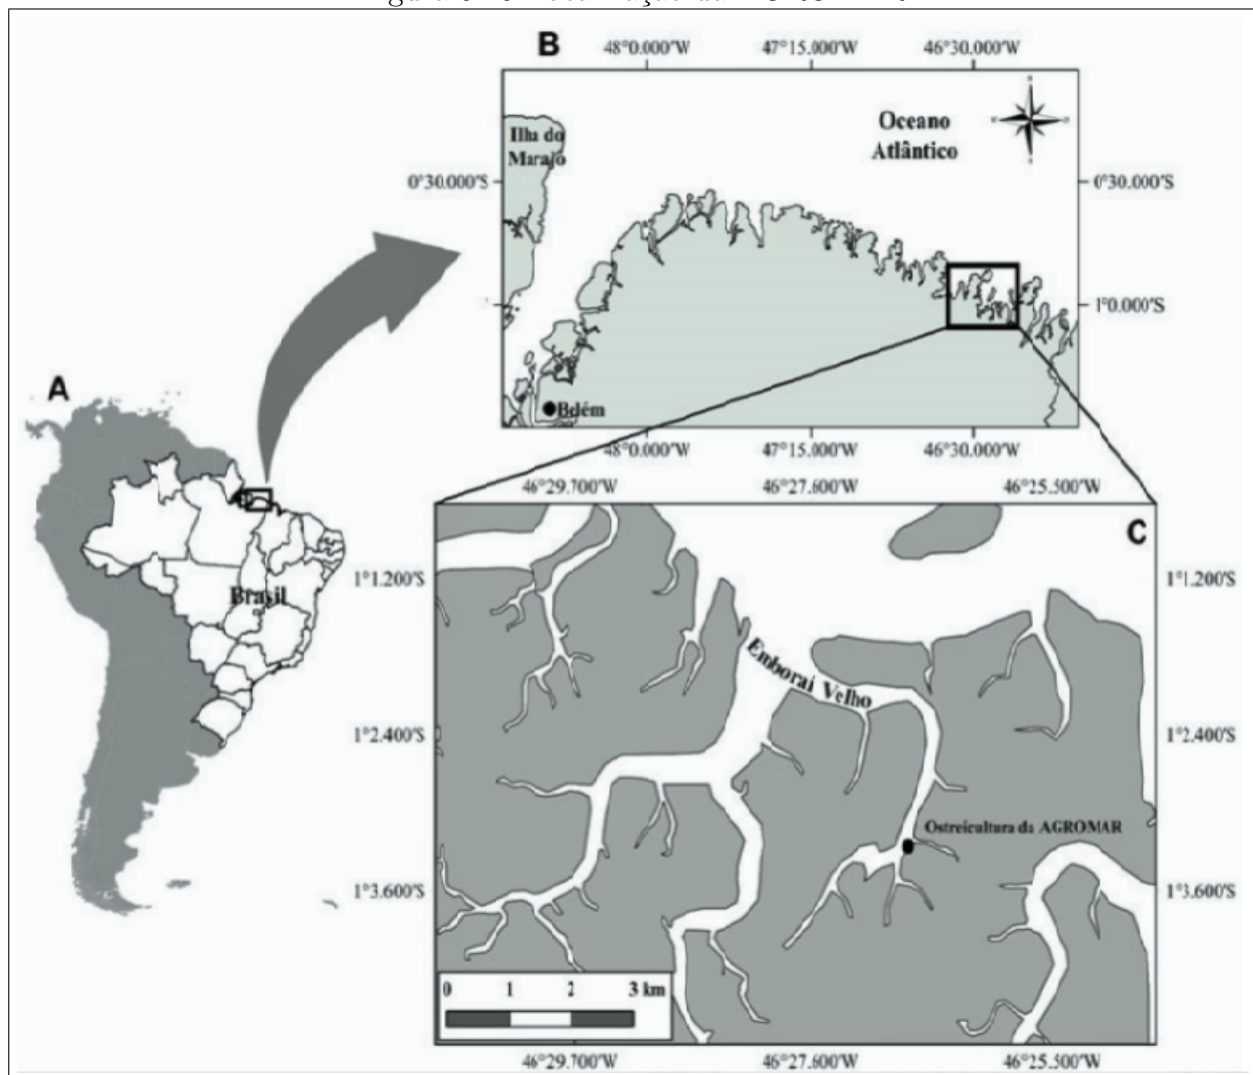 B
48°0.000'W 47°15.000'W 46°30.000'W
Oceano
Atlântico
Ilha do
Marajó
0°30.000'S 0°30.000'S
1°0.000'S
Belém
48°0.000'W 47°15.000'W 46°30.000'W
A
Brasil
46°29.700'W 46°27.600'W 46°25.500'W
C
1°1.200'S 1°1.200'S
Emborai Velho
1°2.400'S 1°2.400'S
Ostreicultura da AGROMAR
1°3.600'S 1°3.600'S
0 1 2 3 km
46°29.700'W 46°27.600'W 46°25.500'W